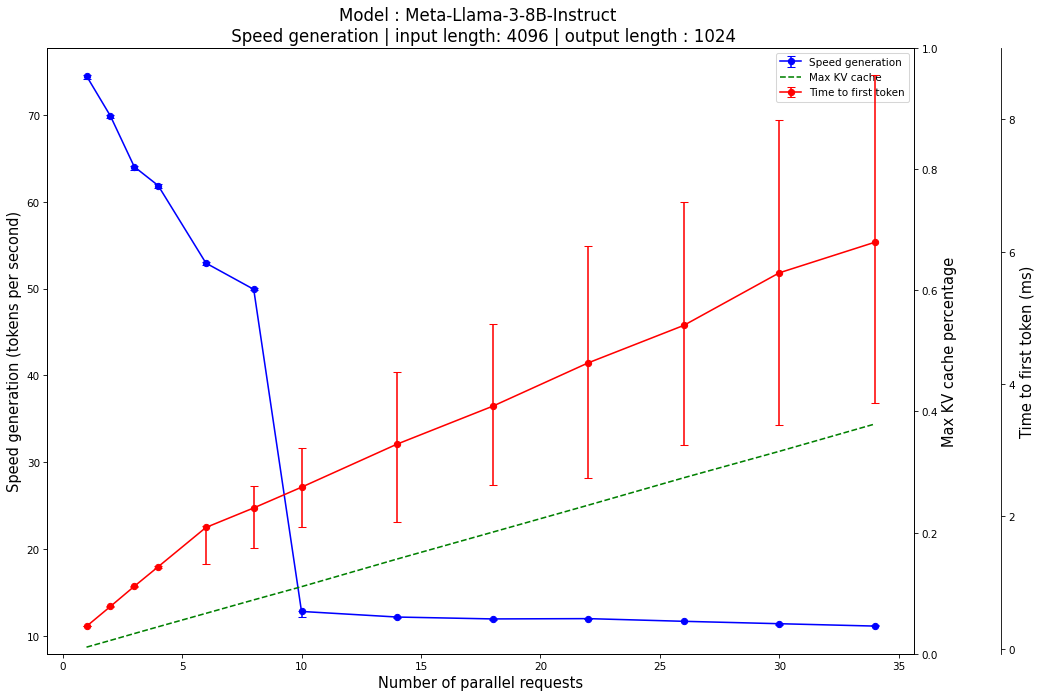 Model : Meta-Llama-3-8B-Instruct
Speed generation | input length: 4096 | output length : 1024
Speed generation
Max KV cache
Time to first token
Speed generation (tokens per second)
70
60
50
40
30
20
10
0
5
10
15
20
25
30
35
Number of parallel requests
1.0
0.8
0.6
0.4
0.2
0.0
Max KV cache percentage
8
6
4
2
0
Time to first token (ms)